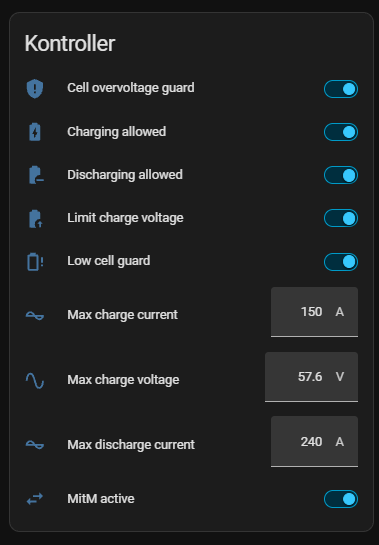 Kontroller
Cell overvoltage guard
Charging allowed
Discharging allowed
Limit charge voltage
Low cell guard
Max charge current 150 A
Max charge voltage 57.6 V
Max discharge current 240 A
MitM active